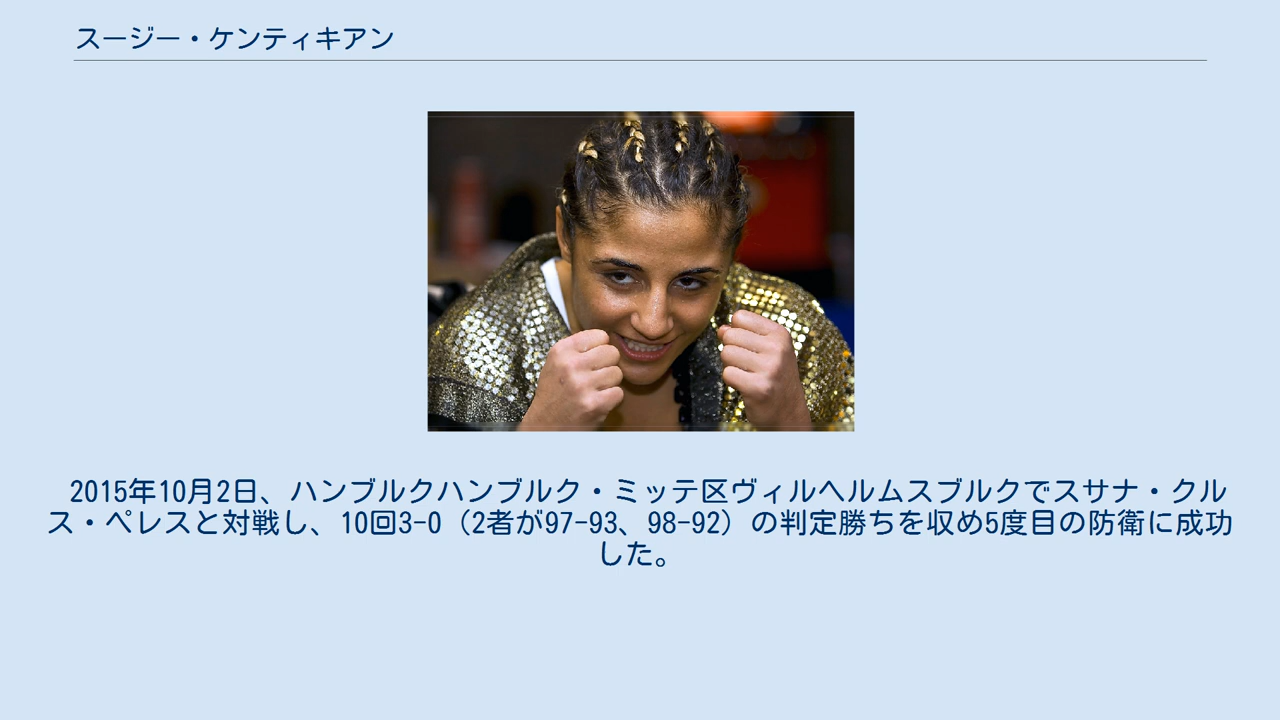 スージー・ケンティキアン
2015年10月2日、ハンブルクハンブルク・ミッテ区ヴィルヘルムスブルクでスサナ・クル
ス・ペレスと対戦し、10回3-0（2者が97-93、98-92）の判定勝ちを収め5度目の防衛に成功
した。